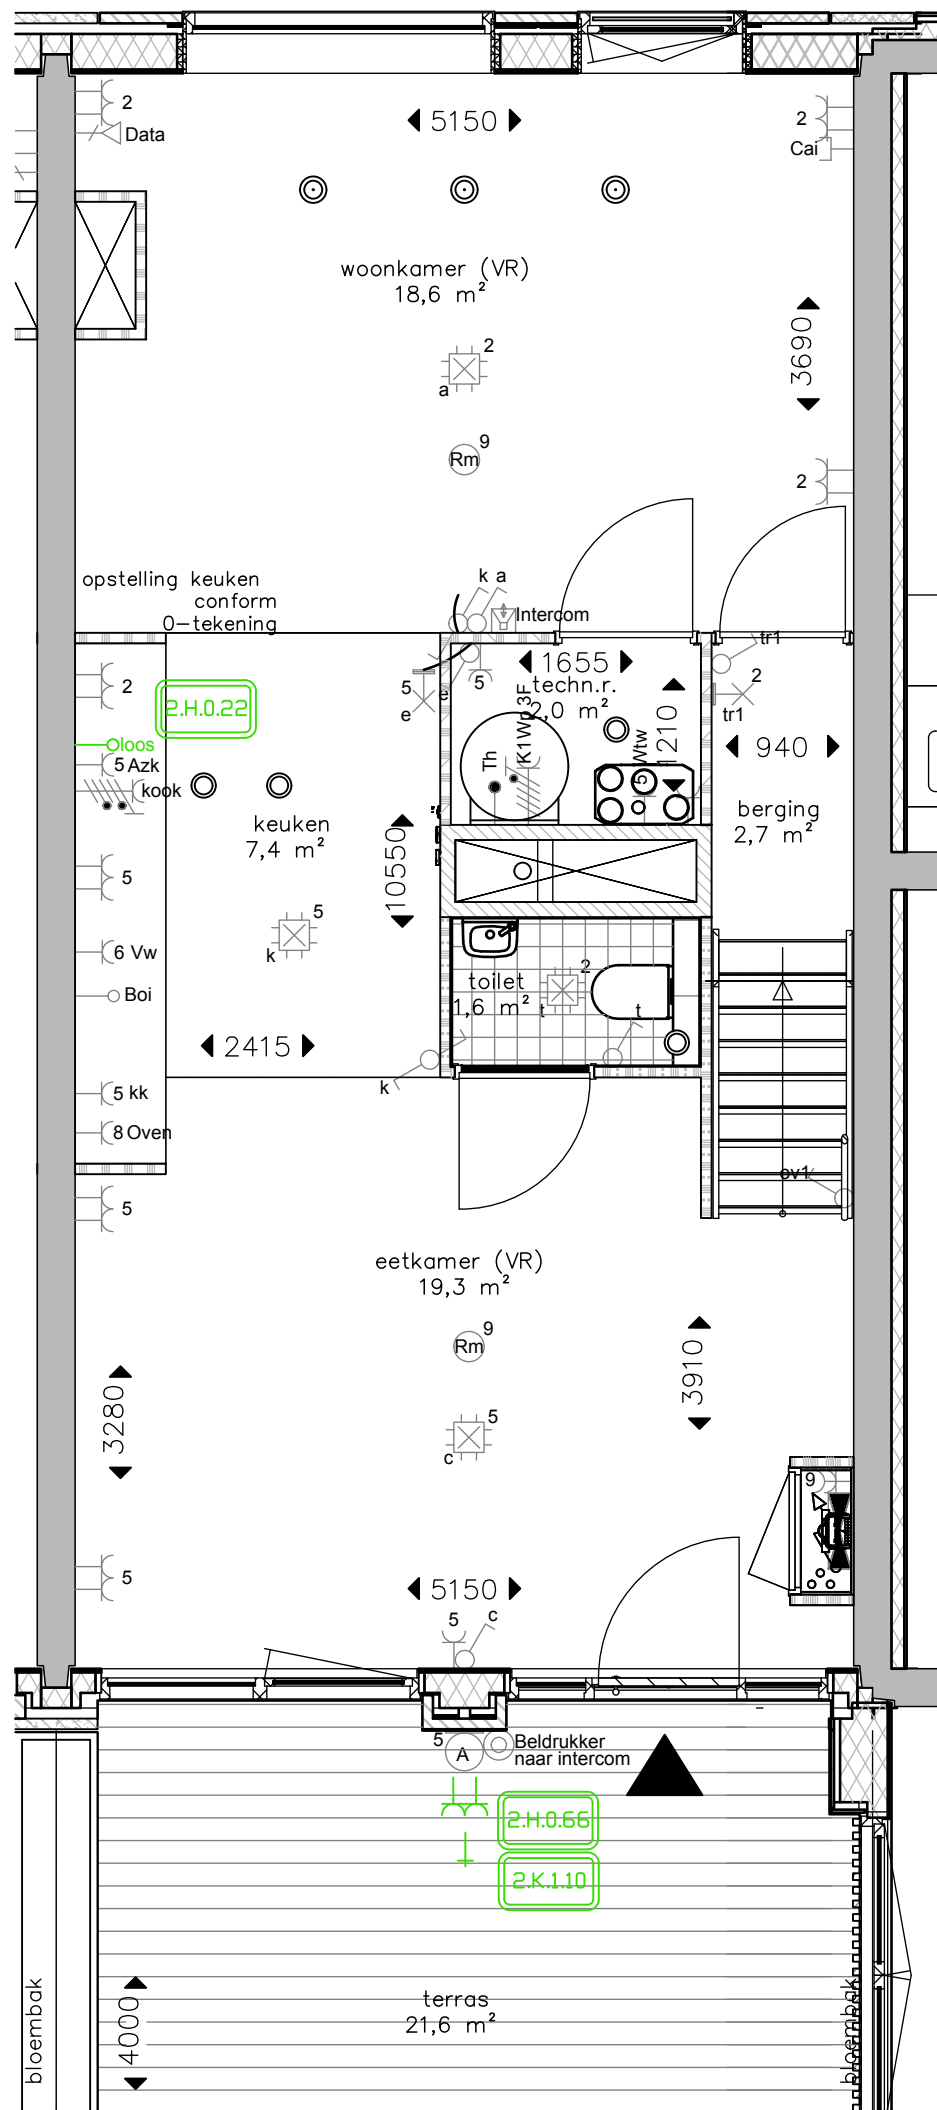 2
Data
5150
2
Cai
woonkamer (VR)
18,6 m²
3690
2
a
Rm
9
2
opstelling keuken
conform
0-tekening
k a
Intercom
tr1
2
2.H.0.22
5
e
c
5
1655
techn.r.
2,0 m²
1210
2
tr1
940
loos
5 Azk
kook
Th
K1Wp3F
5 Wtw
keuken
7,4 m²
10550
berging
2,7 m²
5
5
k
6 Vw
Boi
toilet
1,6 m²
2
t
t
2415
k
5 kk
8 Oven
5
ov1
eetkamer (VR)
19,3 m²
Rm
9
3910
3280
5
c
9
5
5150
5
c
5
A
Beldrukker
naar intercom
2.H.0.66
2.K.1.10
terras
21,6 m²
4000
bloembak
bloembak